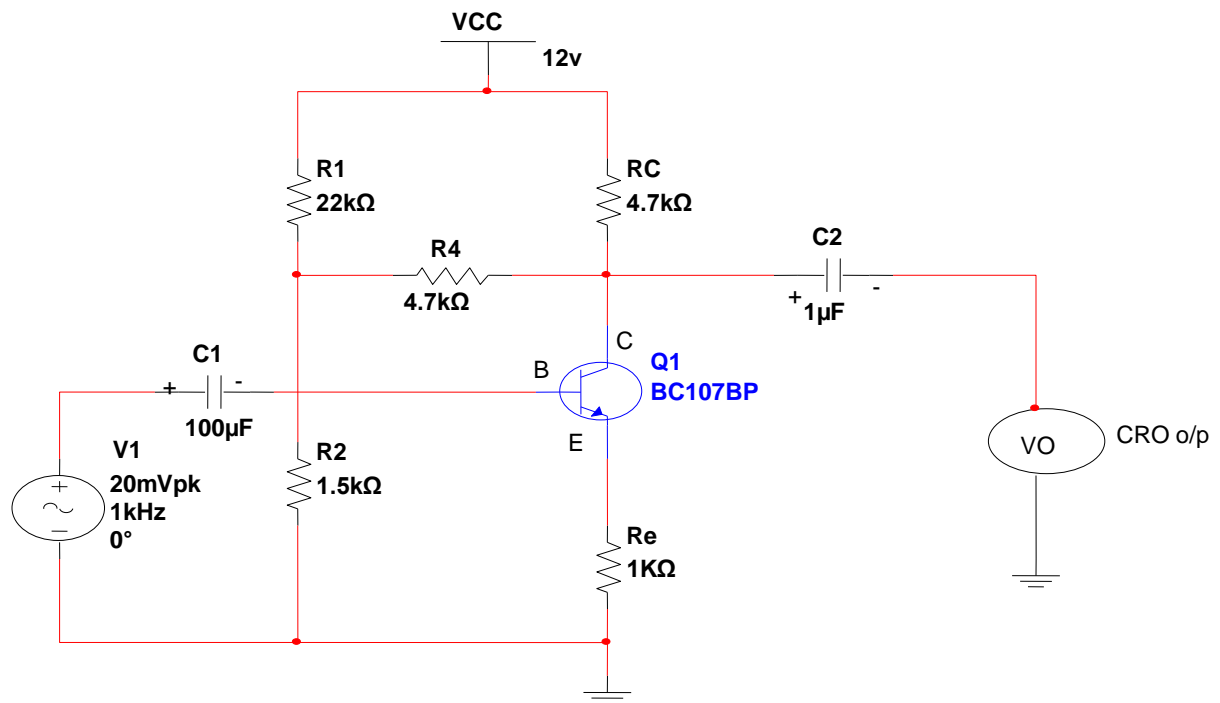 VCC
12v
R1
22kΩ
RC
4.7kΩ
R4
4.7kΩ
C2
+
-
1µF
C1
+
-
100µF
B
C
E
Q1
BC107BP
V1
20mVpk
1kHz
0°
R2
1.5kΩ
Re
1KΩ
VO
CRO o/p